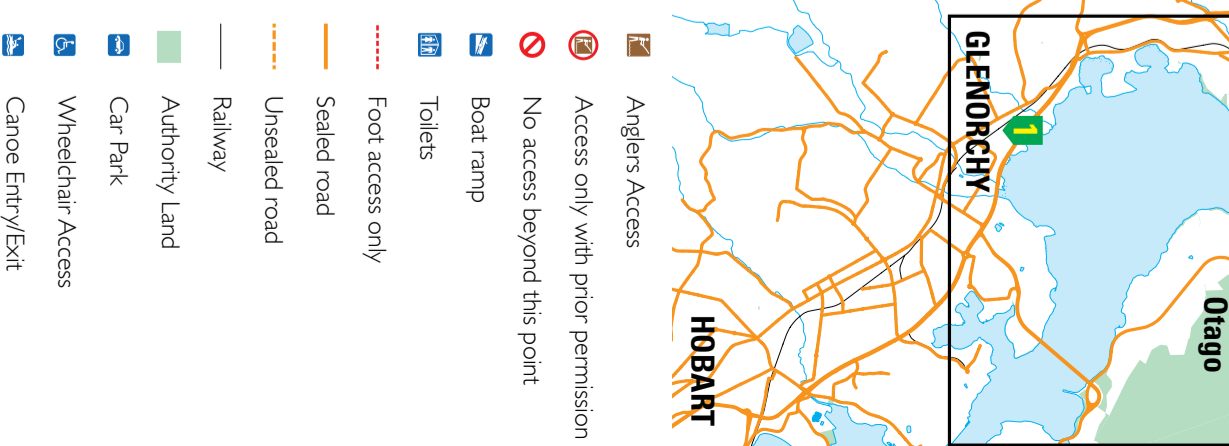 Anglers Access
Access only with prior permission
No access beyond this point
Boat ramp
Toilets
Foot access only
Sealed road
Unsealed road
Railway
Authority Land
Car Park
Wheelchair Access
Canoe Entry/Exit
Otago
1
GLENORCHY
HOBART